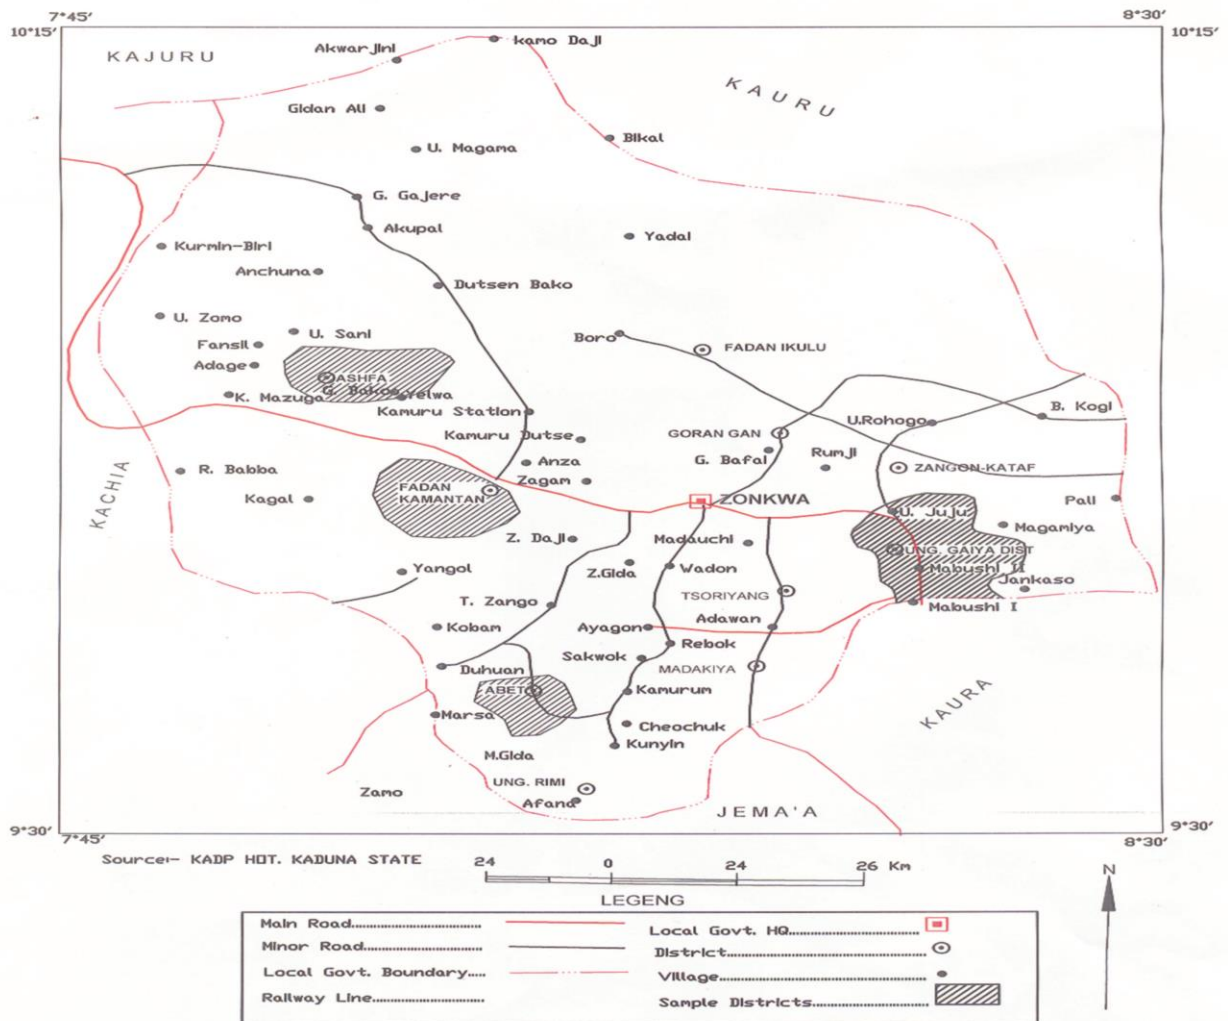 7°45' 8°30'
10°15' 10°15'
kamo Daji
Akwarjini
KAJURU
KAURU
Gidan Ali
Bikal
U. Magama
G. Gajere
Akupal
Yadai
Kurmin-Biri
Anchuna
Dutsen Bako
U. Zomo
U. Sani
Boro
Fansil
FADAN IKULU
Adage
ASHFA
G. Bako
Yelwa
K. Mazuga
B. Kogi
Kamuru Station
U.Rohogo
Kamuru Dutse
GORAN GAN
G. Bafai
Rumji
Anza
ZANGON-KATAF
R. Babba
KACHIA
Zagam
FADAN
KAMANTAN
Kagal
ZONKWA
Pali
U. Juju
Magamiya
Z. Daji
Madauchi
UNG. GAIYA DIST
Yangol
Z.Gida
Wadon
Mabushi II
Jankaso
TSORIYANG
T. Zango
Mabushi I
Kobam
Ayagon
Adawan
Rebok
Sakwok
Duhuan
MADAKIYA
ABET
Kamurum
KAURA
Marsa
Cheochuk
Kunyin
M.Gida
UNG. RIMI
Zamo
Afana
JEMA'A
9°30' 9°30'
7°45' 8°30'
Source:- KADP HQT. KADUNA STATE
24 0 24 26 Km
N
LEGENG
Main Road
Minor Road
Local Govt. Boundary
Railway Line
Local Govt. HQ
District
Village
Sample Districts